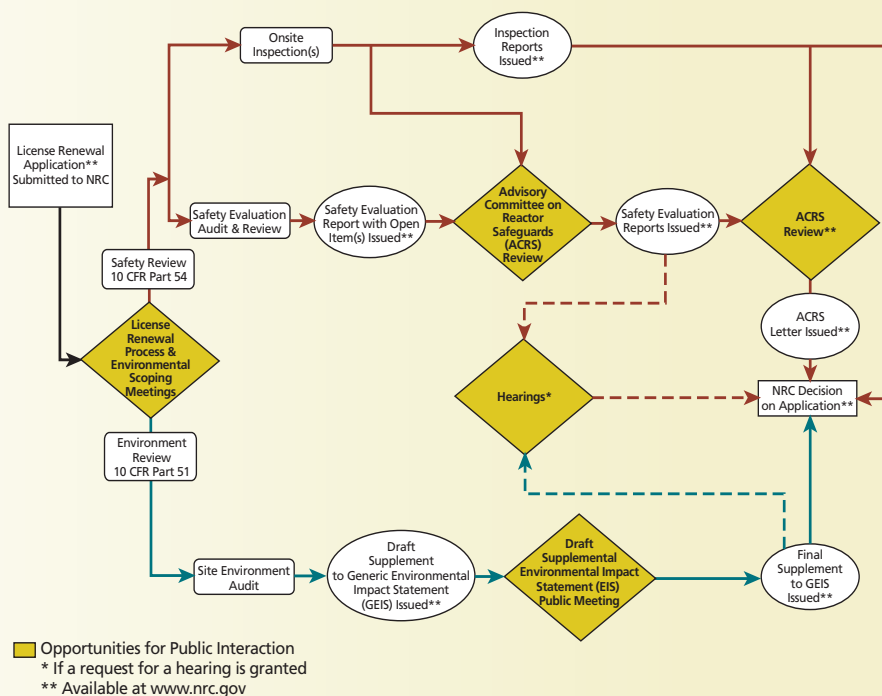 Onsite
Inspection(s)
Inspection
Reports
Issued**
License Renewal
Application**
Submitted to NRC
Safety Evaluation
Audit & Review
Safety Evaluation
Report with Open
Item(s) Issued**
Advisory
Committee on
Reactor
Safeguards
(ACRS)
Review
Safety Evaluation
Reports Issued**
ACRS
Review**
Safety Review
10 CFR Part 54
License
Renewal
Process &
Environmental
Scoping
Meetings
ACRS
Letter Issued**
Hearings*
NRC Decision
on Application**
Environment
Review
10 CFR Part 51
Site Environment
Audit
Draft
Supplement
to Generic Environmental
Impact Statement
(GEIS) Issued**
Draft
Supplemental
Environmental Impact
Statement (EIS)
Public Meeting
Final
Supplement
to GEIS
Issued**
Opportunities for Public Interaction
* If a request for a hearing is granted
** Available at www.nrc.gov